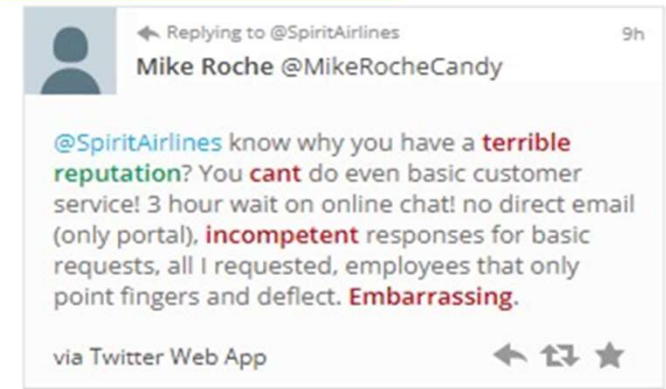 Replying to @SpiritAirlines 9h
Mike Roche @MikeRocheCandy
@SpiritAirlines know why you have a terrible
reputation? You cant do even basic customer
service! 3 hour wait on online chat! no direct email
(only portal), incompetent responses for basic
requests, all I requested, employees that only
point fingers and deflect. Embarrassing.
via Twitter Web App